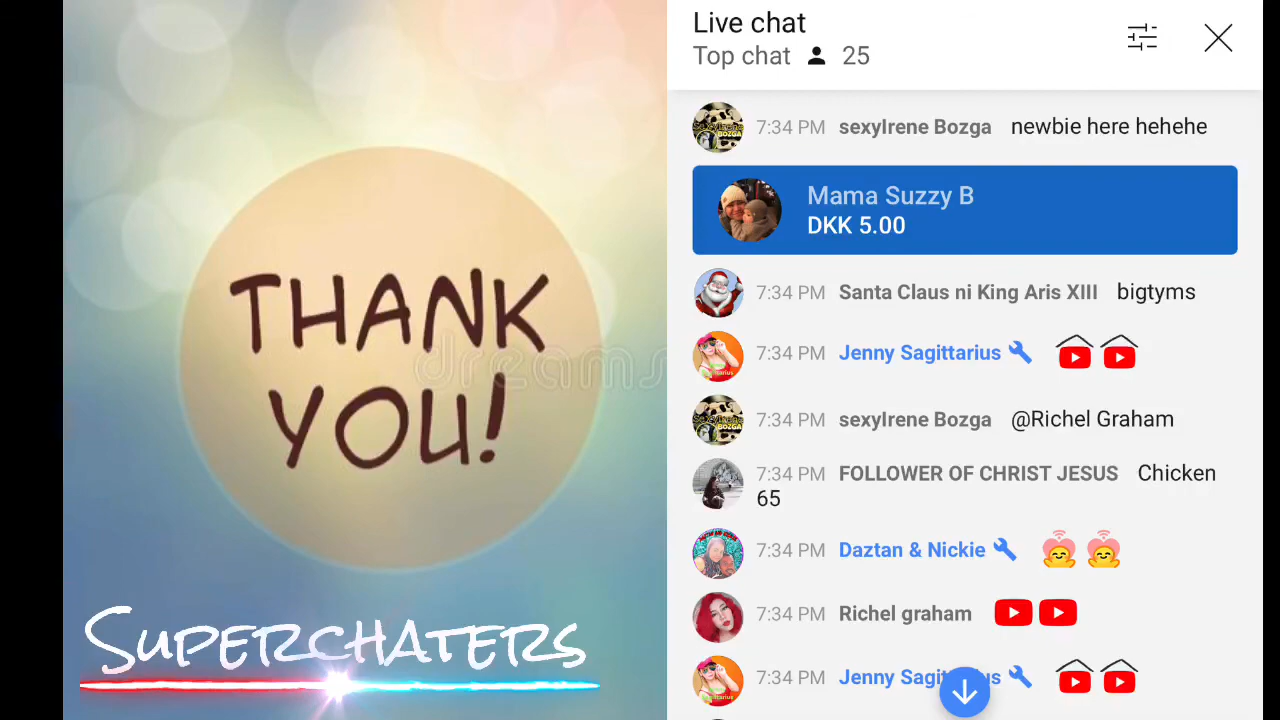 THANK
YOU!
dreams
SUPERCHATERS
Live chat
Top chat 25
7:34 PM sexyIrene Bozga newbie here hehehe
Mama Suzzy B
DKK 5.00
7:34 PM Santa Claus ni King Aris XIII bigtyms
7:34 PM Jenny Sagittarius
7:34 PM sexyIrene Bozga @Richel Graham
7:34 PM FOLLOWER OF CHRIST JESUS Chicken
65
7:34 PM Daztan & Nickie
7:34 PM Richel graham
7:34 PM Jenny Sagittarius